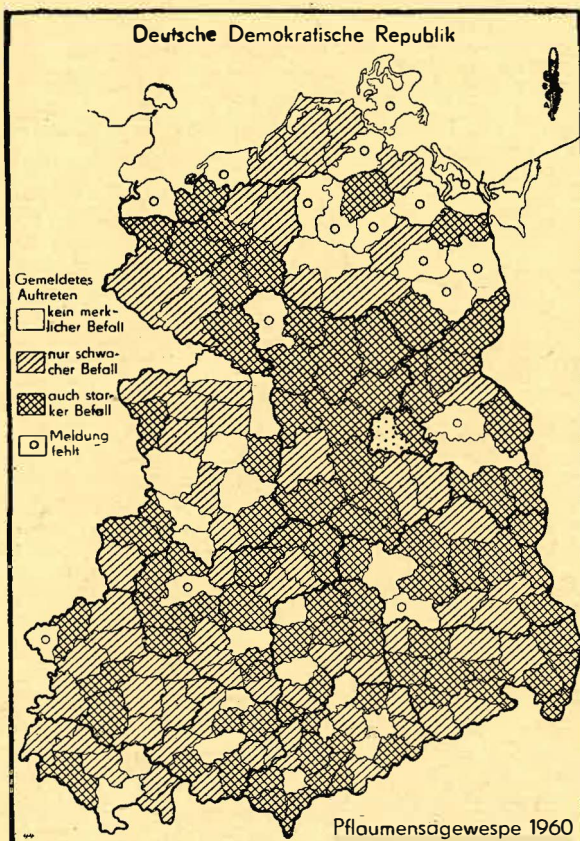 Deutsche Demokratische Republik
Gemeldetes
Auftreten
kein merk-
licher Befall
nur schwa-
cher Befall
auch star-
ker Befall
Meldung
fehlt
Pflaumensägewespe 1960